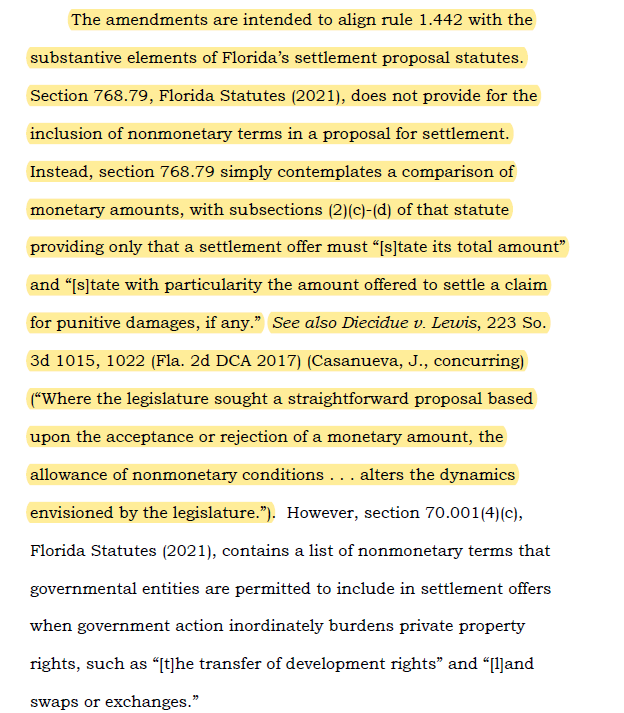 The amendments are intended to align rule 1.442 with the
substantive elements of Florida’s settlement proposal statutes.
Section 768.79, Florida Statutes (2021), does not provide for the
inclusion of nonmonetary terms in a proposal for settlement.
Instead, section 768.79 simply contemplates a comparison of
monetary amounts, with subsections (2)(c)-(d) of that statute
providing only that a settlement offer must “[s]tate its total amount”
and “[s]tate with particularity the amount offered to settle a claim
for punitive damages, if any.” See also Diecidue v. Lewis, 223 So.
3d 1015, 1022 (Fla. 2d DCA 2017) (Casanueva, J., concurring)
(“Where the legislature sought a straightforward proposal based
upon the acceptance or rejection of a monetary amount, the
allowance of nonmonetary conditions . . . alters the dynamics
envisioned by the legislature.”). However, section 70.001(4)(c),
Florida Statutes (2021), contains a list of nonmonetary terms that
governmental entities are permitted to include in settlement offers
when government action inordinately burdens private property
rights, such as “[t]he transfer of development rights” and “[l]and
swaps or exchanges.”